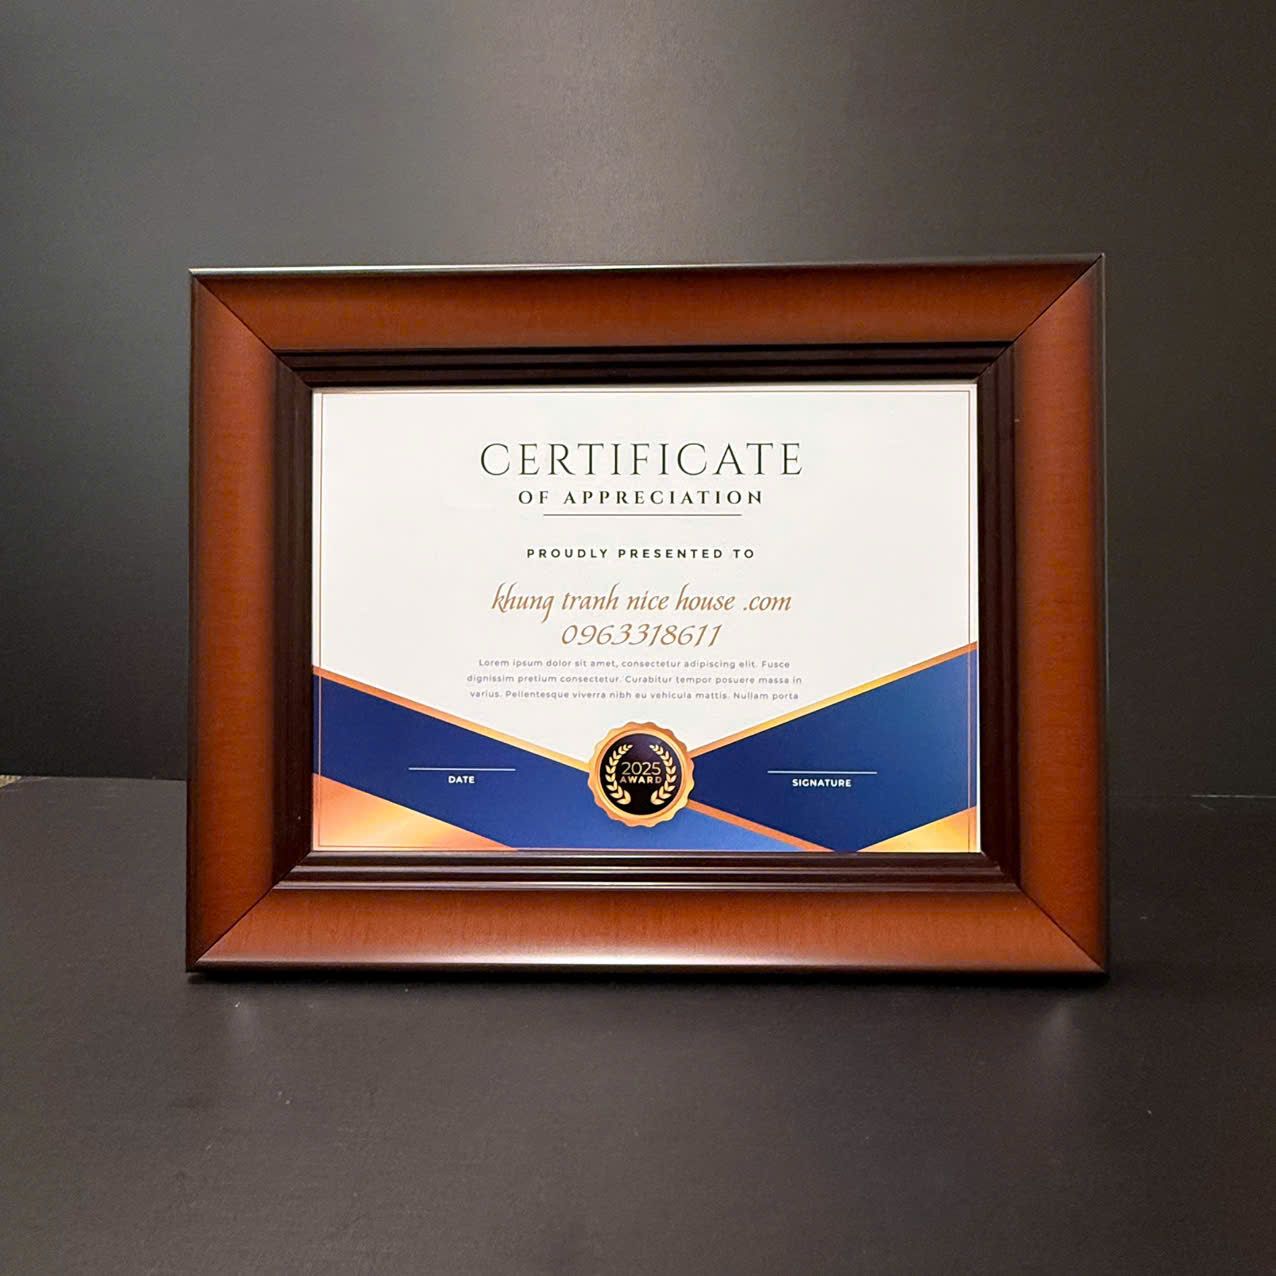 CERTIFICATE
OF APPRECIATION
PROUDLY PRESENTED TO
khung tranh nice house .com
0963318611
Lorem ipsum dolor sit amet, consectetur adipiscing elit. Fusce
dignissim pretium consectetur. Curabitur tempor posuere massa in
varius. Pellentesque viverra nibh eu vehicula mattis. Nullam porta
2025
AWARD
DATE
SIGNATURE